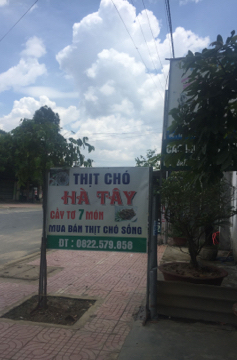 THỊT CHÓ
HÀ TÂY
CẦY TƠ 7 MÓN
MUA BÁN THỊT CHÓ SỐNG
ĐT : 0822.579.858